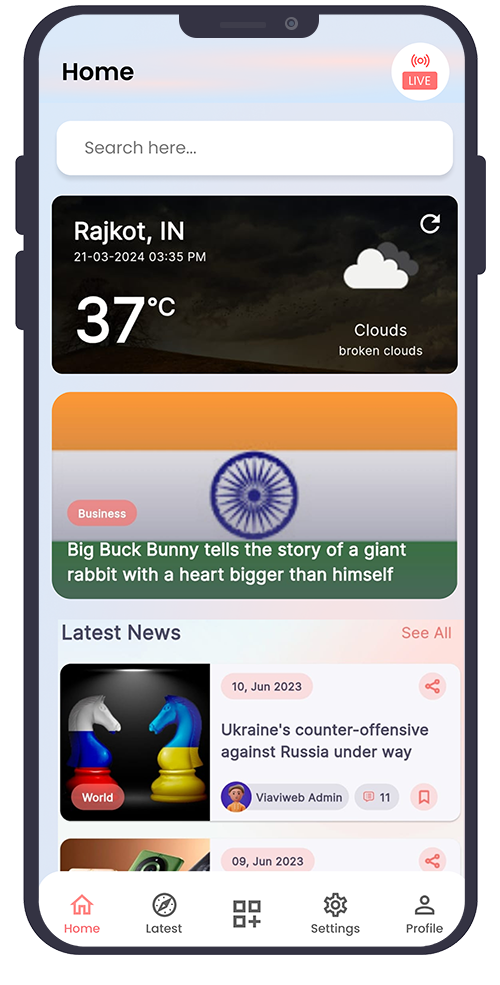 Home
LIVE
Search here...
Rajkot, IN
21-03-2024 03:35 PM
37°C
Clouds
broken clouds
Business
Big Buck Bunny tells the story of a giant
rabbit with a heart bigger than himself
Latest News
See All
10, Jun 2023
Ukraine's counter-offensive
against Russia under way
World
Viaviweb Admin
11
09, Jun 2023
Home
Latest
Settings
Profile